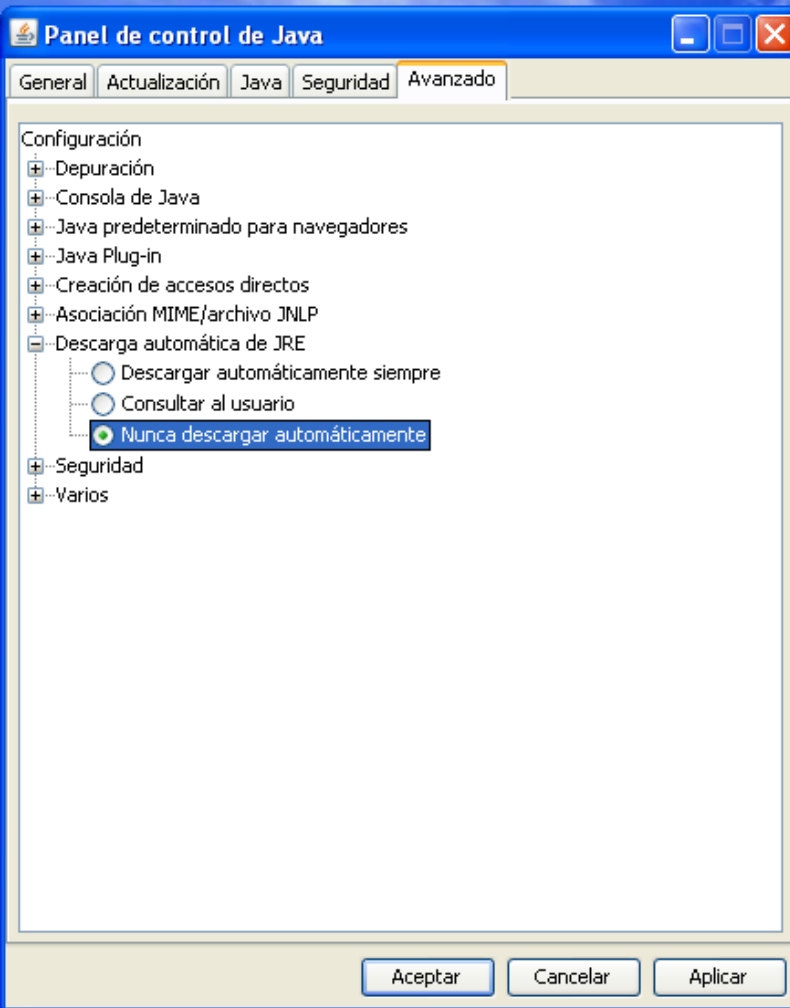 Panel de control de Java
General Actualización Java Seguridad Avanzado
Configuración
Depuración
Consola de Java
Java predeterminado para navegadores
Java Plug-in
Creación de accesos directos
Asociación MIME/archivo JNLP
Descarga automática de JRE
Descargar automáticamente siempre
Consultar al usuario
Nunca descargar automáticamente
Seguridad
Varios
Aceptar Cancelar Aplicar